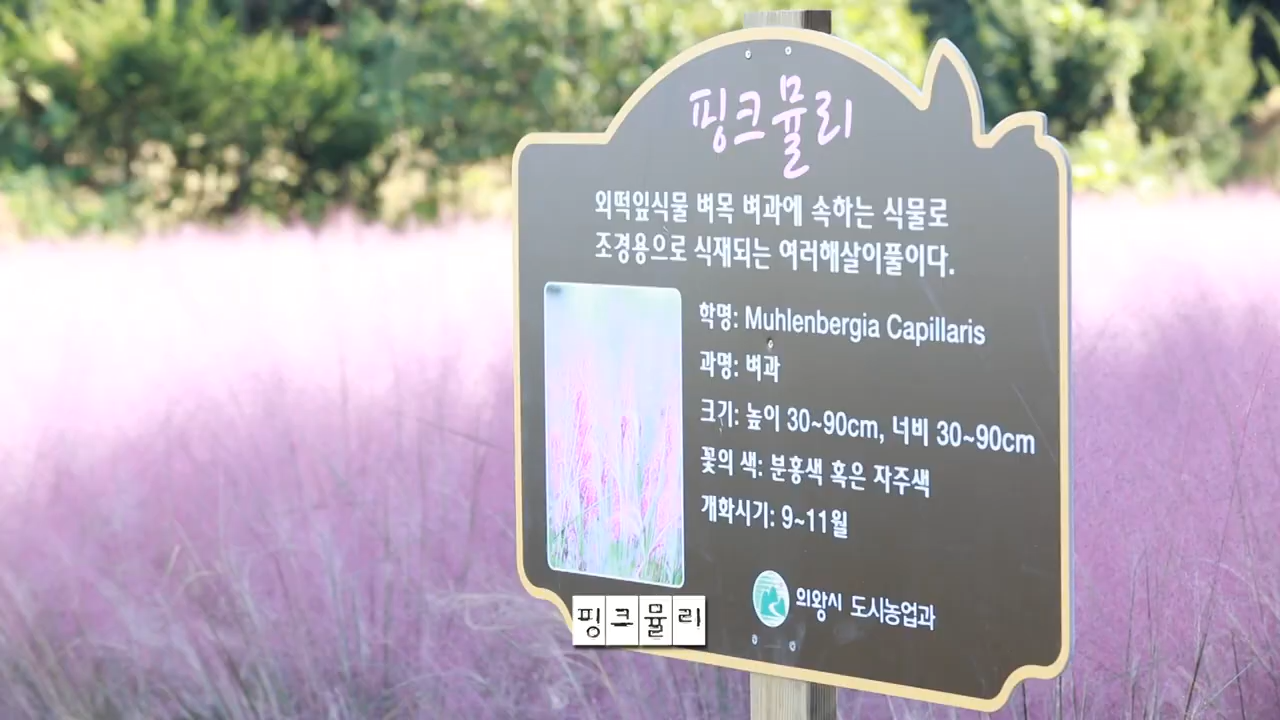 핑크뮬리
외떡잎식물 벼목 벼과에 속하는 식물로
조경용으로 식재되는 여러해살이풀이다.
학명: Muhlenbergia Capillaris
과명: 벼과
크기: 높이 30~90cm, 너비 30~90cm
꽃의 색: 분홍색 혹은 자주색
개화시기: 9~11월
의왕시 도시농업과
핑크뮬리